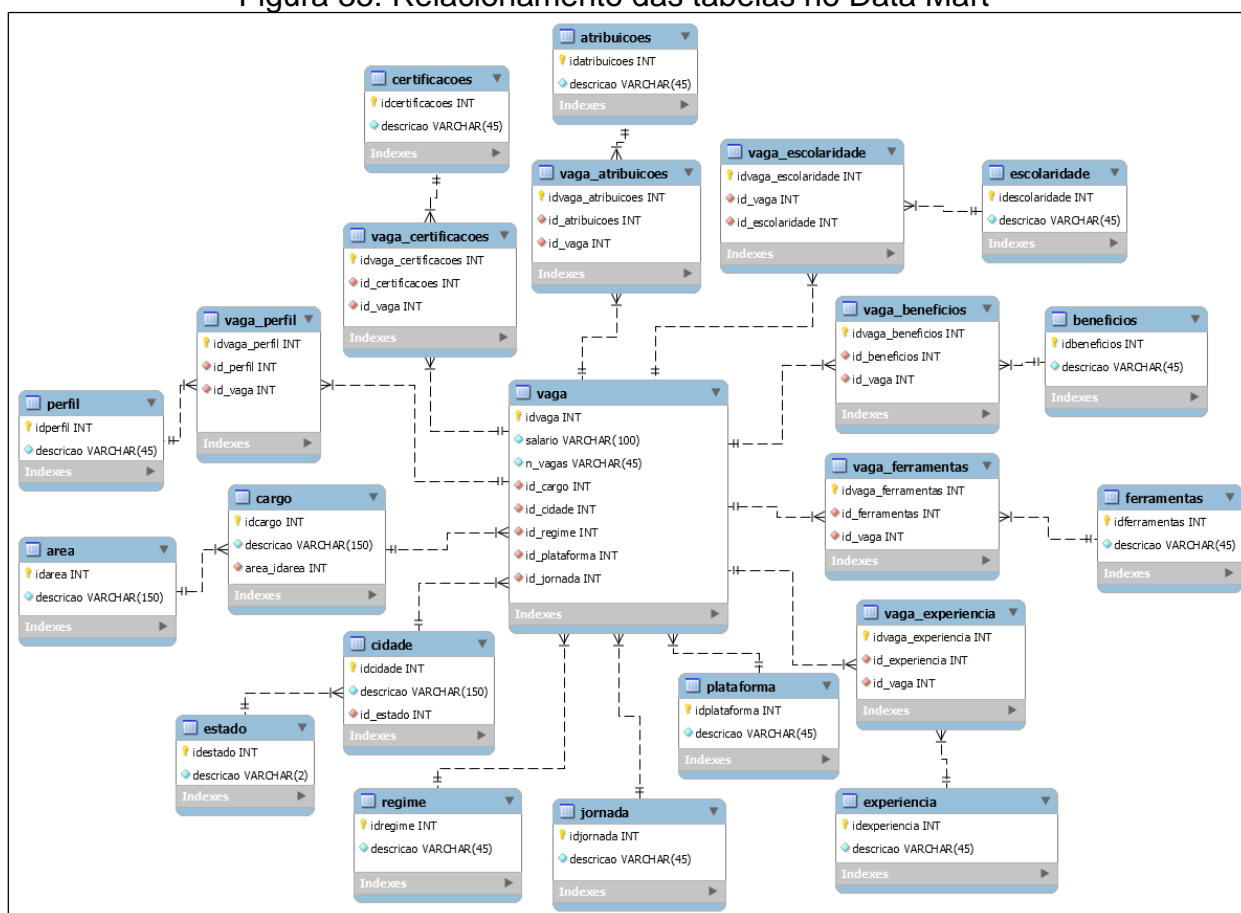 Figura 35: Relacionamento das tabelas no Data Mart
atribuicoes
idatribuicoes INT
descricao VARCHAR(45)
Indexes
certificacoes
idcertificacoes INT
descricao VARCHAR(45)
Indexes
vaga_atribuicoes
idvaga_atribuicoes INT
id_atribuicoes INT
id_vaga INT
Indexes
vaga_escolaridade
idvaga_escolaridade INT
id_vaga INT
id_escolaridade INT
Indexes
escolaridade
idescolaridade INT
descricao VARCHAR(45)
Indexes
vaga_certificacoes
idvaga_certificacoes INT
id_certificacoes INT
id_vaga INT
Indexes
vaga_perfil
idvaga_perfil INT
id_perfil INT
id_vaga INT
Indexes
vaga_beneficios
idvaga_beneficios INT
id_beneficios INT
id_vaga INT
Indexes
beneficios
idbeneficios INT
descricao VARCHAR(45)
Indexes
perfil
idperfil INT
descricao VARCHAR(45)
Indexes
vaga
idvaga INT
salario VARCHAR(100)
n_vagas VARCHAR(45)
id_cargo INT
id_cidade INT
id_regime INT
id_plataforma INT
id_jornada INT
Indexes
vaga_ferramentas
idvaga_ferramentas INT
id_ferramentas INT
id_vaga INT
Indexes
ferramentas
idferramentas INT
descricao VARCHAR(45)
Indexes
cargo
idcargo INT
descricao VARCHAR(150)
area_idarea INT
Indexes
area
idarea INT
descricao VARCHAR(150)
Indexes
vaga_experiencia
idvaga_experiencia INT
id_experiencia INT
id_vaga INT
Indexes
cidade
idcidade INT
descricao VARCHAR(150)
id_estado INT
Indexes
plataforma
idplataforma INT
descricao VARCHAR(45)
Indexes
estado
idestado INT
descricao VARCHAR(2)
Indexes
regime
idregime INT
descricao VARCHAR(45)
Indexes
jornada
idjornada INT
descricao VARCHAR(45)
Indexes
experiencia
idexperiencia INT
descricao VARCHAR(45)
Indexes